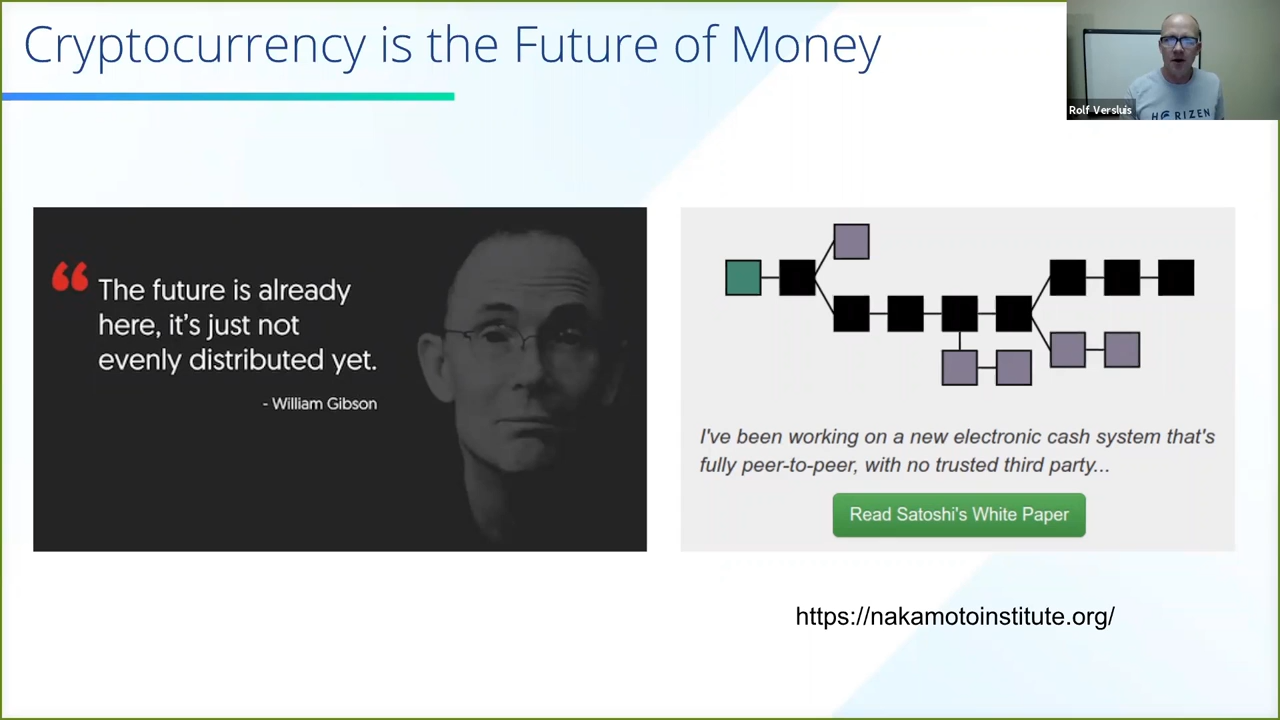 Cryptocurrency is the Future of Money
Rolf Versluis
HORIZEN
“ The future is already
here, it's just not
evenly distributed yet.
- William Gibson
I've been working on a new electronic cash system that's
fully peer-to-peer, with no trusted third party...
Read Satoshi's White Paper
https://nakamotoinstitute.org/